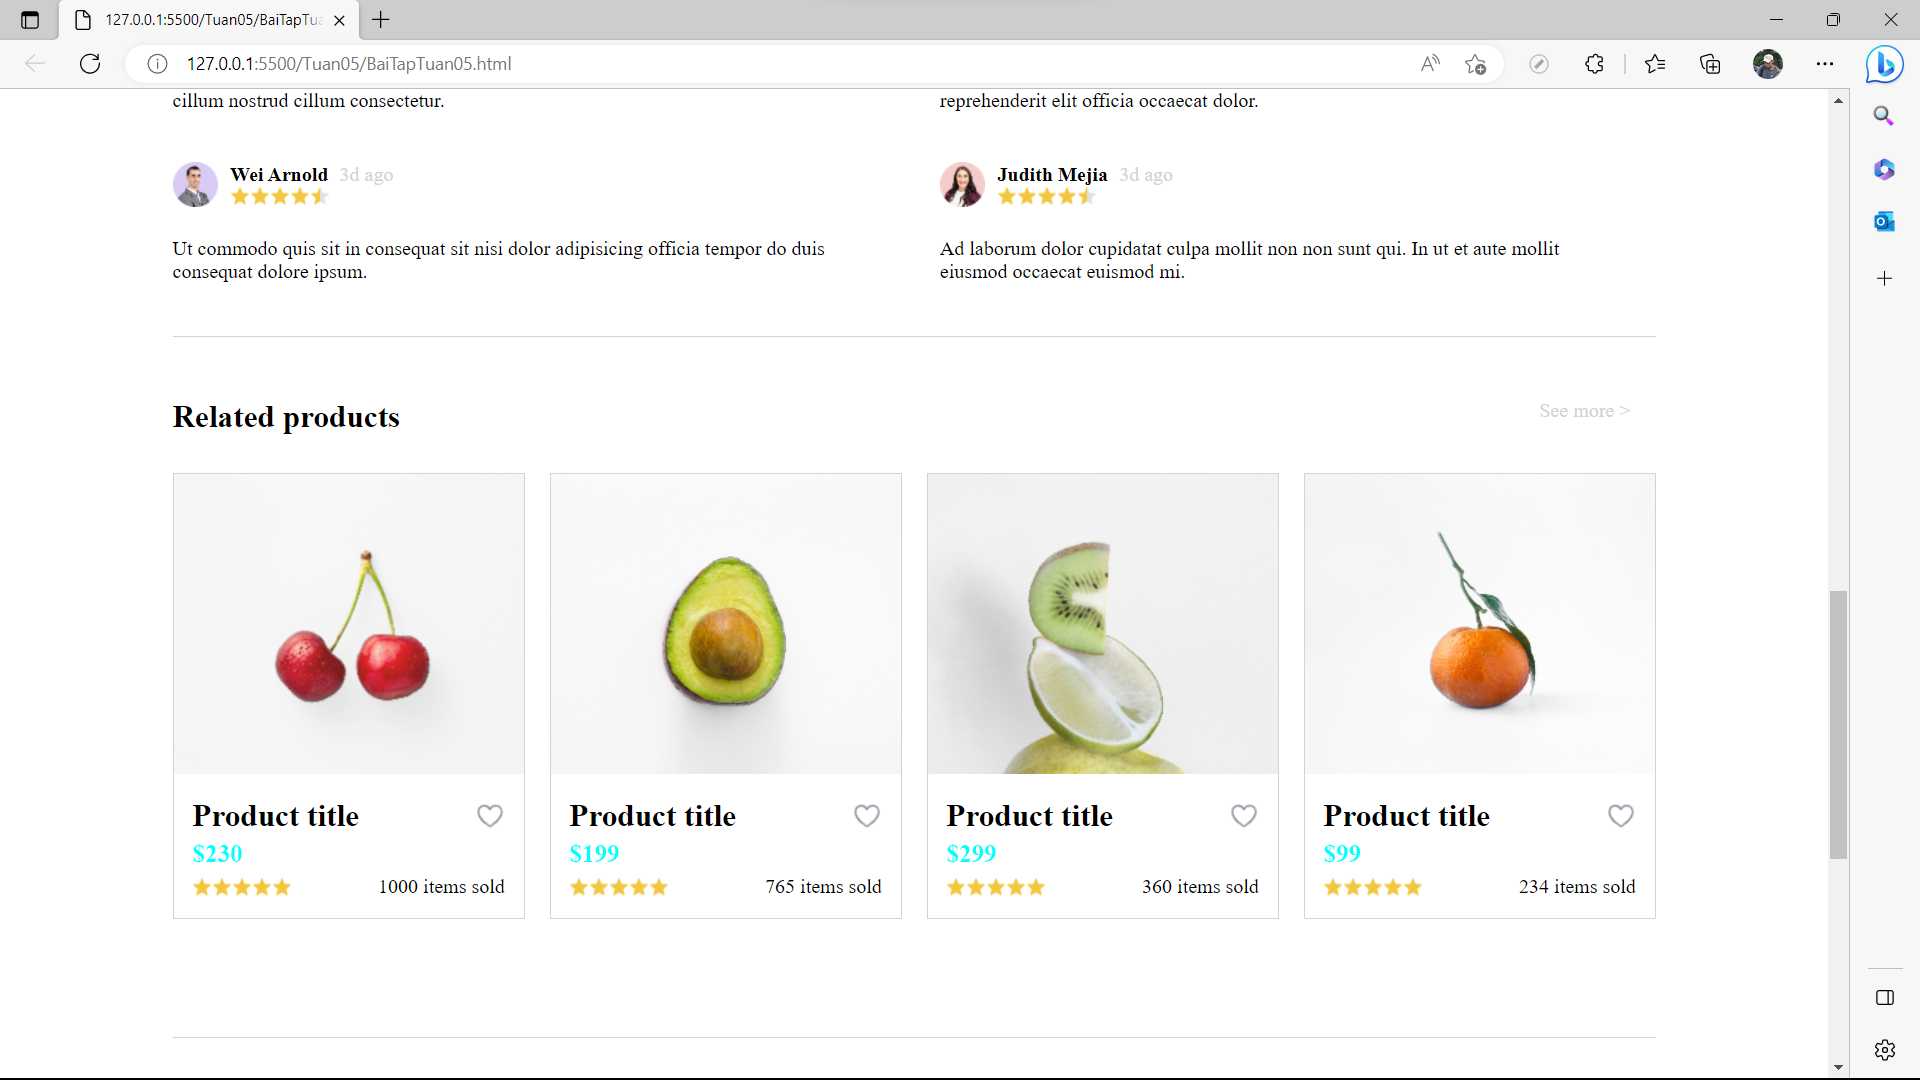 127.0.0.1:5500/Tuan05/BaiTapTua
127.0.0.1:5500/Tuan05/BaiTapTuan05.html
cillum nostrud cillum consectetur.
reprehenderit elit officia occaecat dolor.
Wei Arnold 3d ago
Judith Mejia 3d ago
Ut commodo quis sit in consequat sit nisi dolor adipisicing officia tempor do duis
consequat dolore ipsum.
Ad laborum dolor cupidatat culpa mollit non non sunt qui. In ut et aute mollit
eiusmod occaecat euismod mi.
Related products
See more >
Product title
$230
1000 items sold
Product title
$199
765 items sold
Product title
$299
360 items sold
Product title
$99
234 items sold